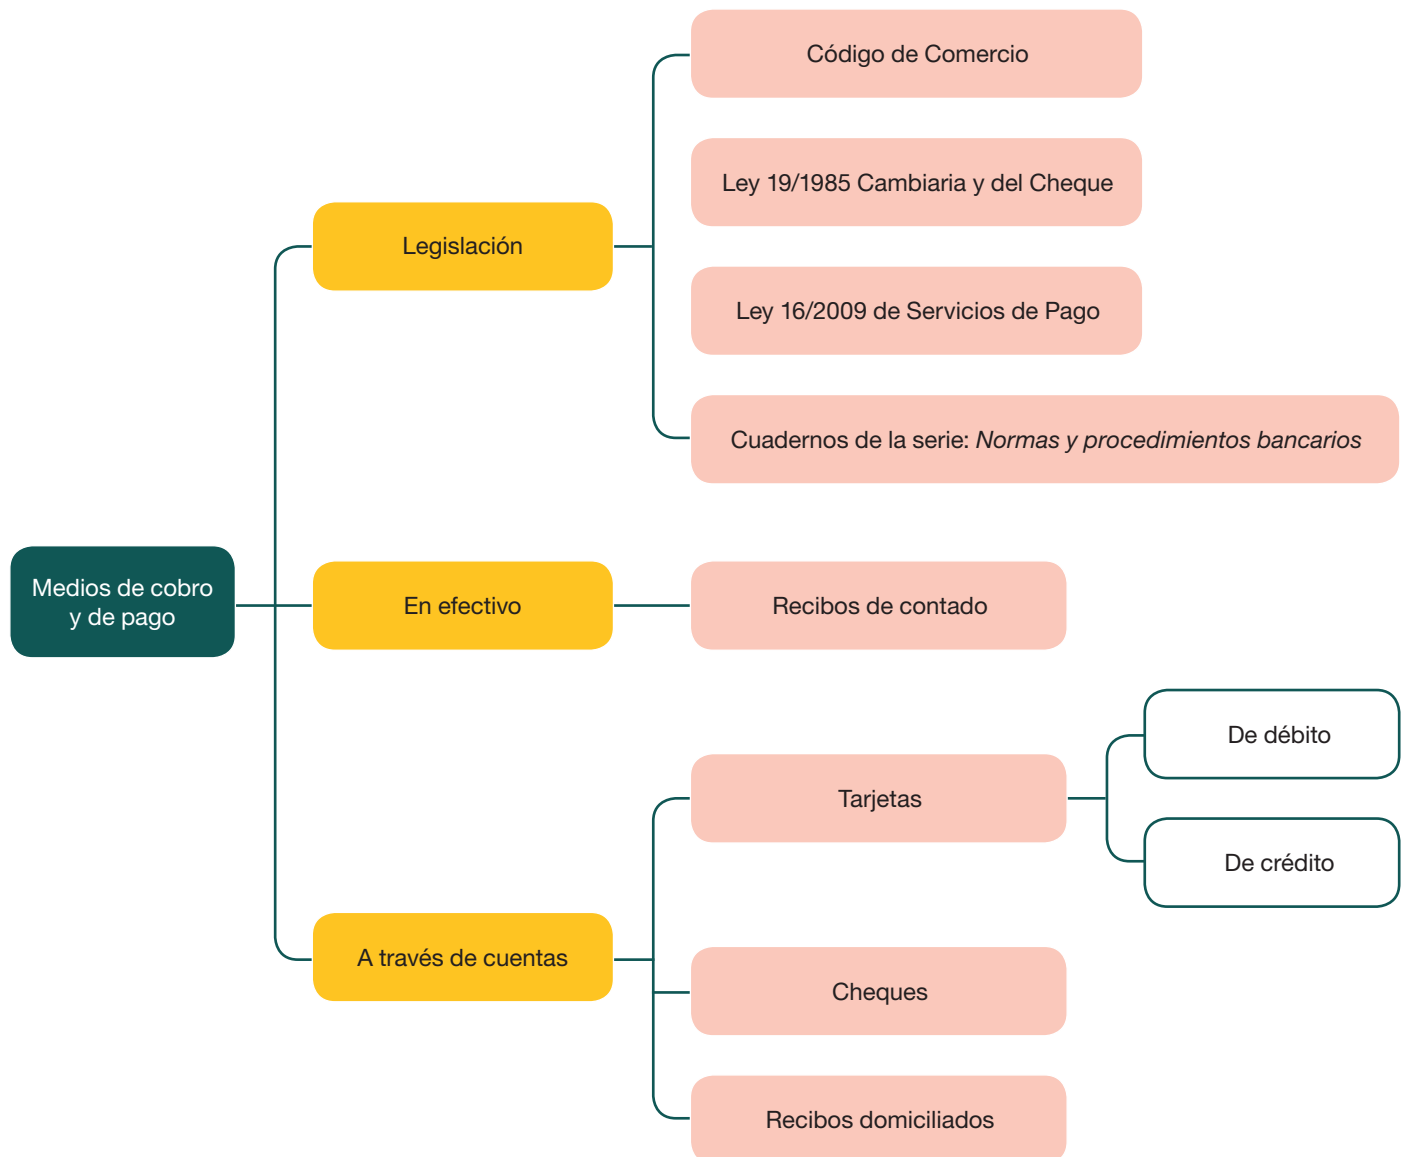 Código de Comercio
Ley 19/1985 Cambiaria y del Cheque
Legislación
Ley 16/2009 de Servicios de Pago
Cuadernos de la serie: Normas y procedimientos bancarios
Medios de cobro
y de pago
En efectivo
Recibos de contado
De débito
Tarjetas
De crédito
A través de cuentas
Cheques
Recibos domiciliados